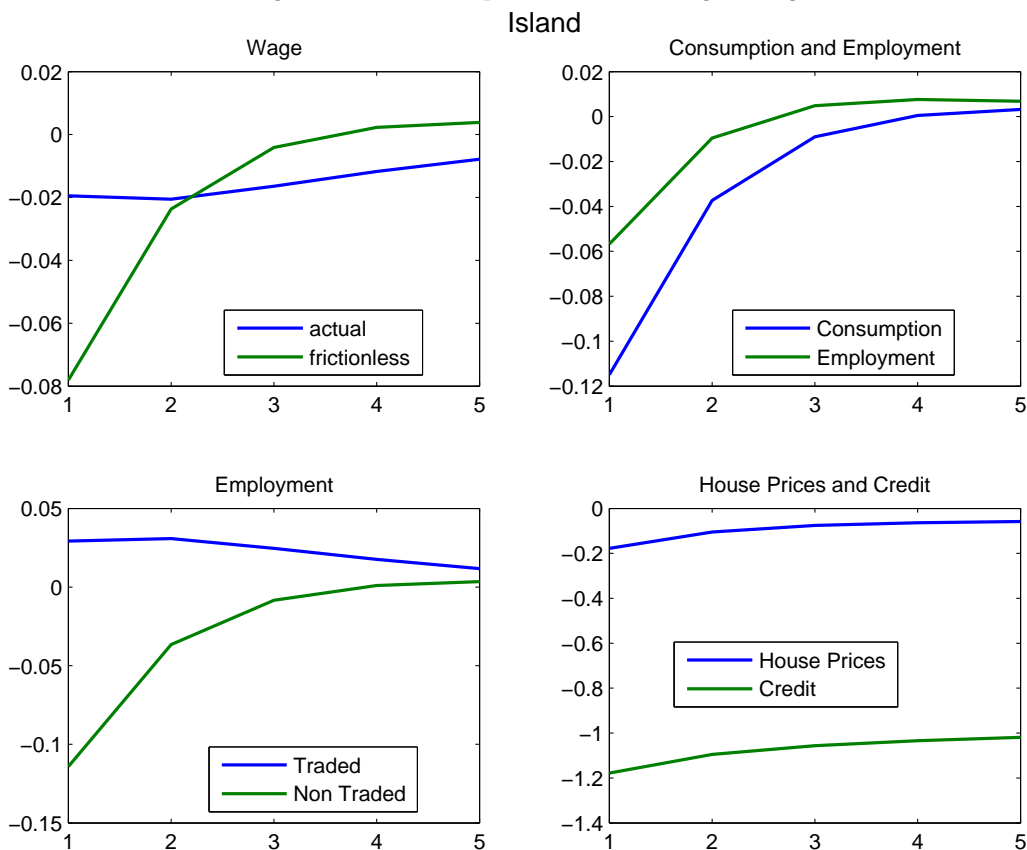 Island
Wage
0.02
0
−0.02
−0.04
−0.06
−0.08
1 2 3 4 5
actual
frictionless
Consumption and Employment
0.02
0
−0.02
−0.04
−0.06
−0.08
−0.1
−0.12
1 2 3 4 5
Consumption
Employment
Employment
0.05
0
−0.05
−0.1
−0.15
1 2 3 4 5
Traded
Non Traded
House Prices and Credit
0
−0.2
−0.4
−0.6
−0.8
−1
−1.2
−1.4
1 2 3 4 5
House Prices
Credit